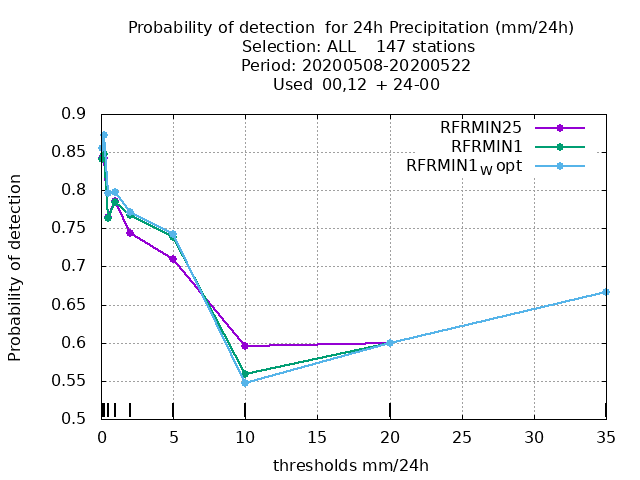 Probability of detection  for 24h Precipitation (mm/24h)
Selection: ALL    147 stations
Period: 20200508-20200522
Used  00,12  + 24-00
RFRMIN25
RFRMIN1
RFRMIN1W opt
Probability of detection
0.9
0.85
0.8
0.75
0.7
0.65
0.6
0.55
0.5
0 5 10 15 20 25 30 35
thresholds mm/24h